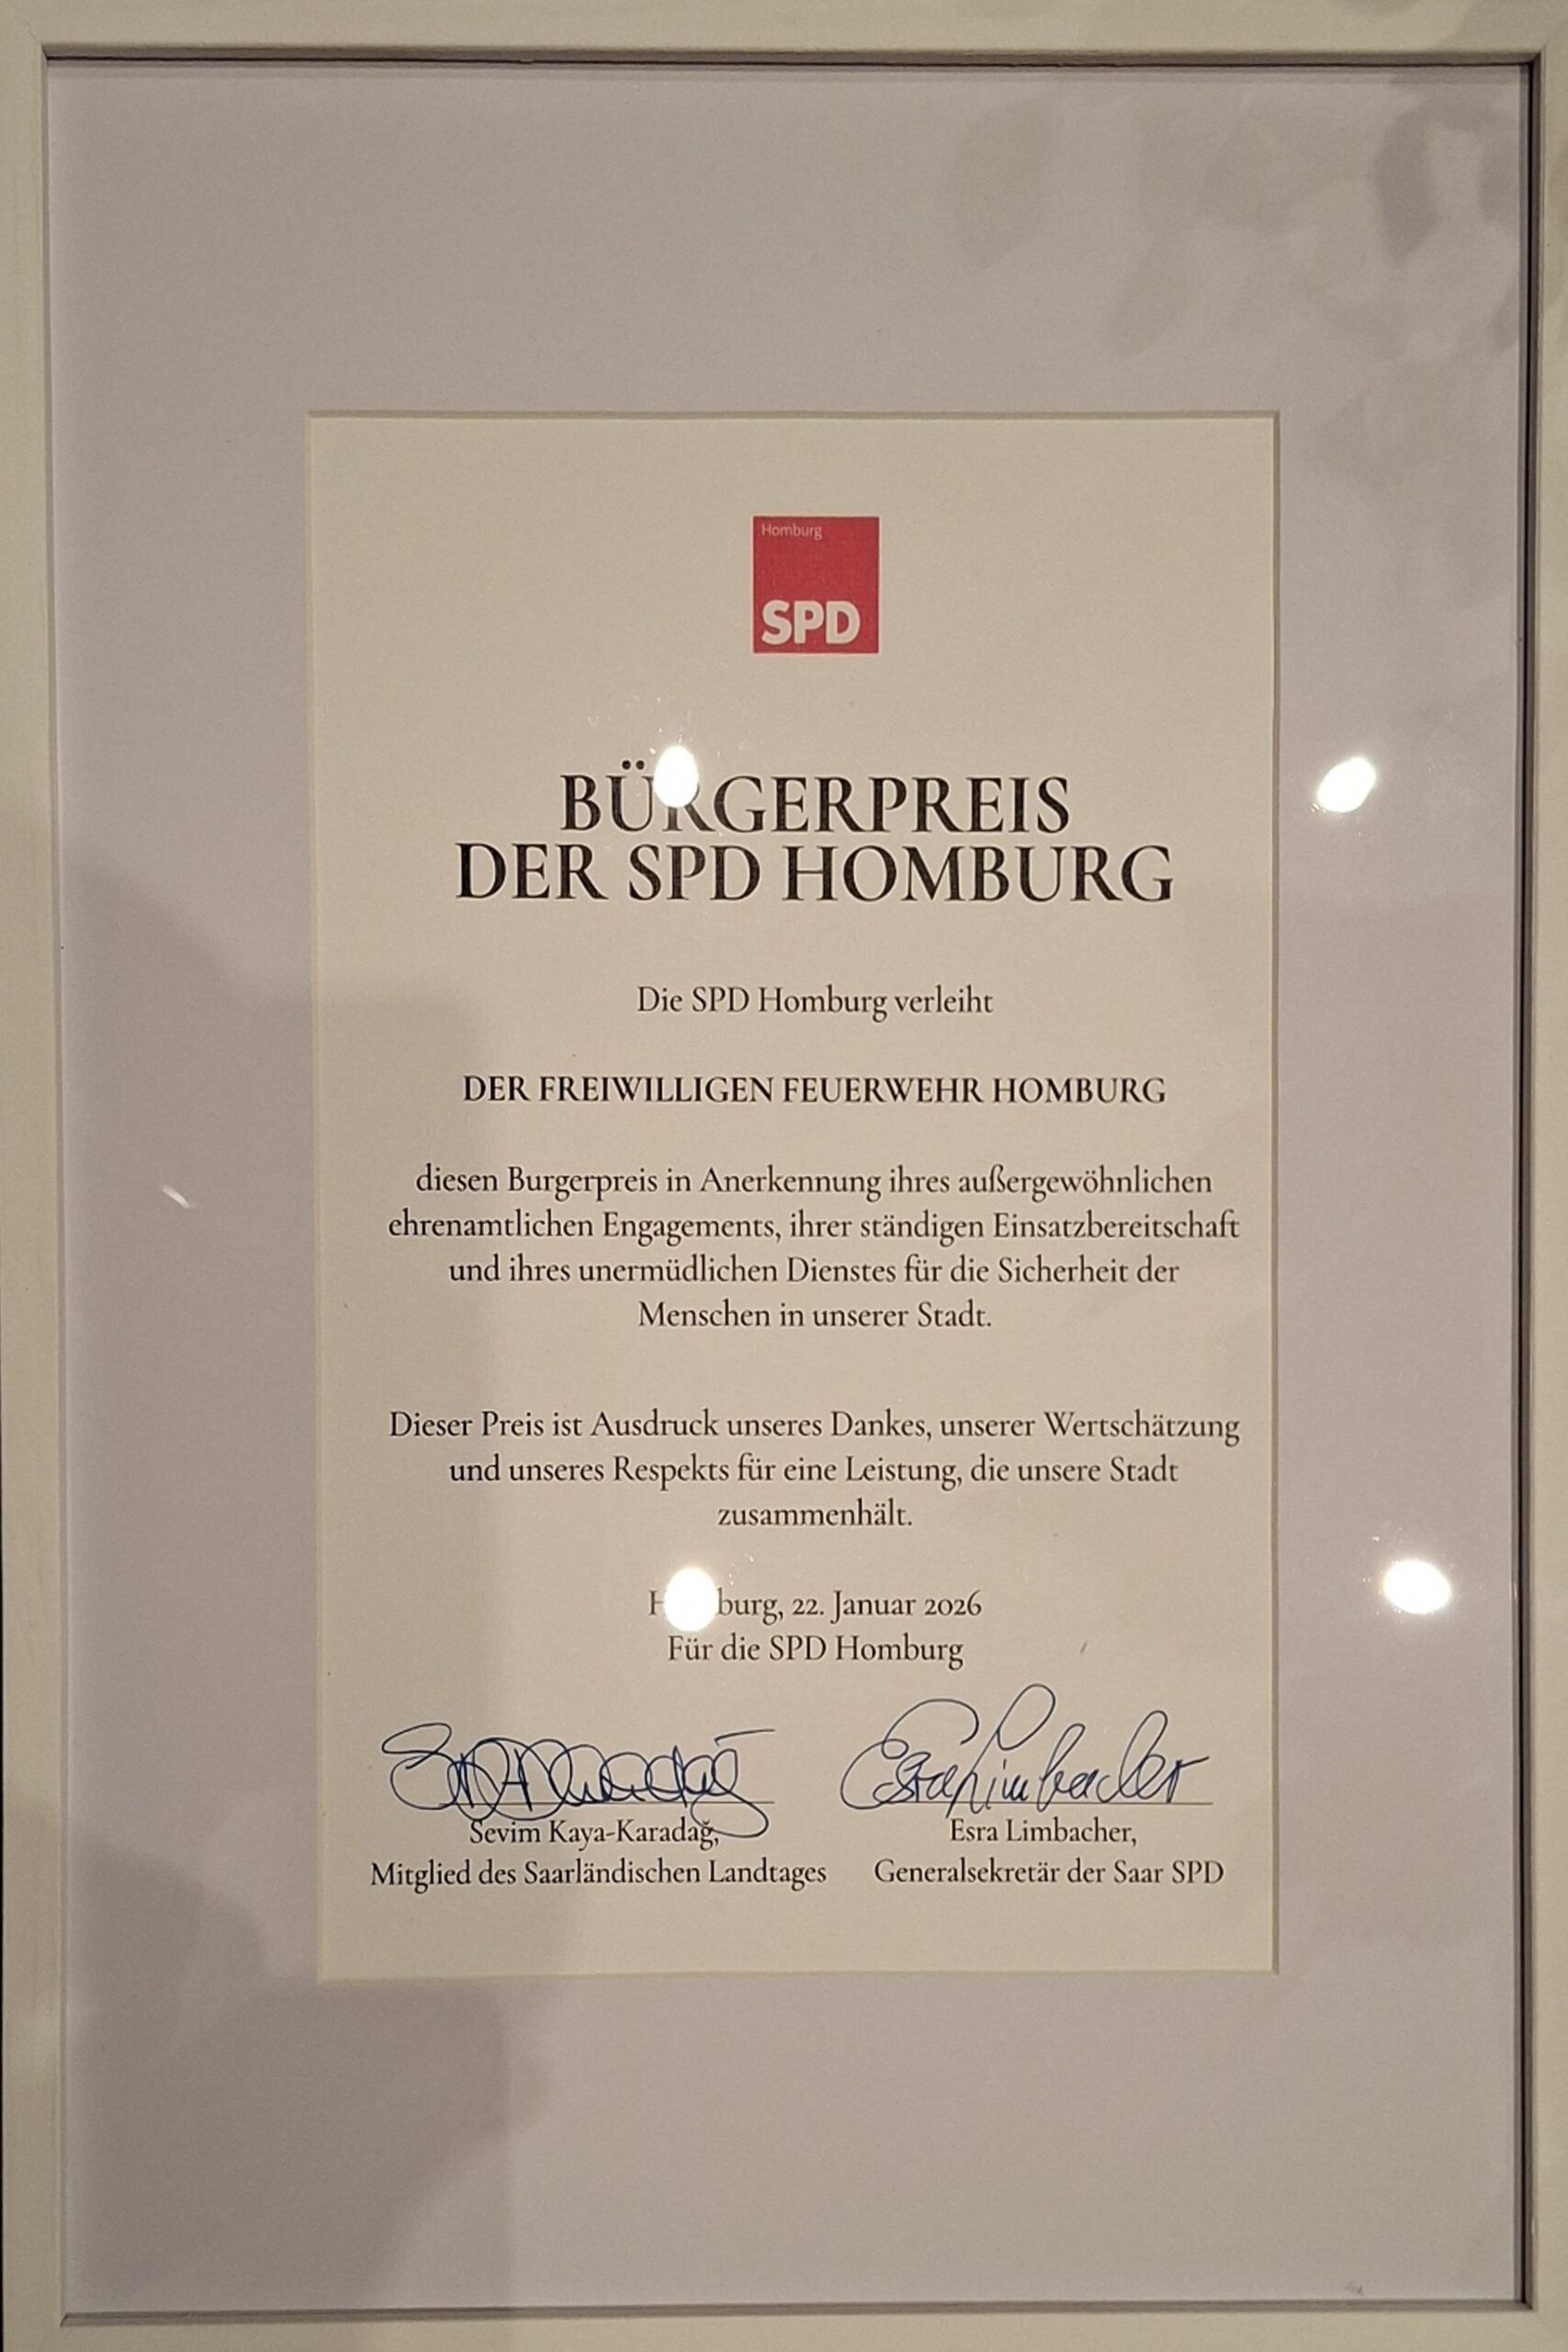 Homburg
SPD
BÜRGERPREIS
DER SPD HOMBURG
Die SPD Homburg verleiht
DER FREIWILLIGEN FEUERWEHR HOMBURG
diesen Burgerpreis in Anerkennung ihres außergewöhnlichen
ehrenamtlichen Engagements, ihrer ständigen Einsatzbereitschaft
und ihres unermüdlichen Dienstes für die Sicherheit der
Menschen in unserer Stadt.
Dieser Preis ist Ausdruck unseres Dankes, unserer Wertschätzung
und unseres Respekts für eine Leistung, die unsere Stadt
zusammenhält.
Homburg, 22. Januar 2026
Für die SPD Homburg
Esra Limbacher
Sevim Kaya-Karadağ,
Esra Limbacher,
Mitglied des Saarländischen Landtages
Generalsekretär der Saar SPD